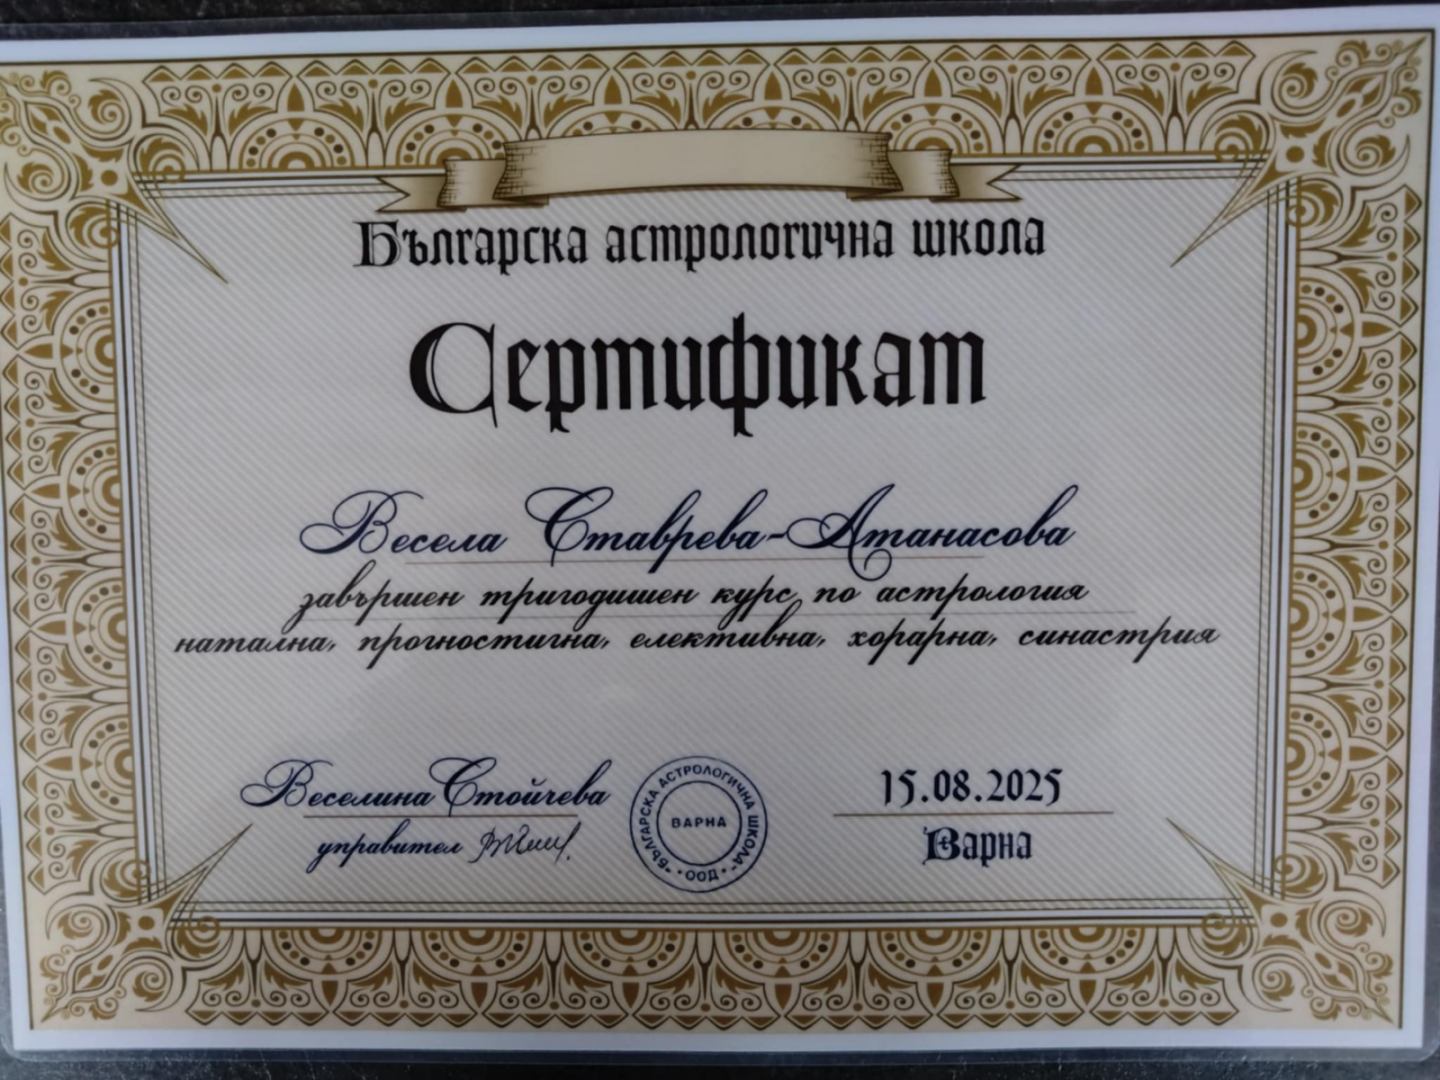 Българска астрологична школа
Сертификат
Весела Ставрева-Атанасова
завършен тригодишен курс по астрология
натална, прогностична, елективна, хорарна, синастрия
Веселина Стойчева
управител
"БЪЛГАРСКА АСТРОЛОГИЧНА ШКОЛА" ООД
ВАРНА
15.08.2025
Варна